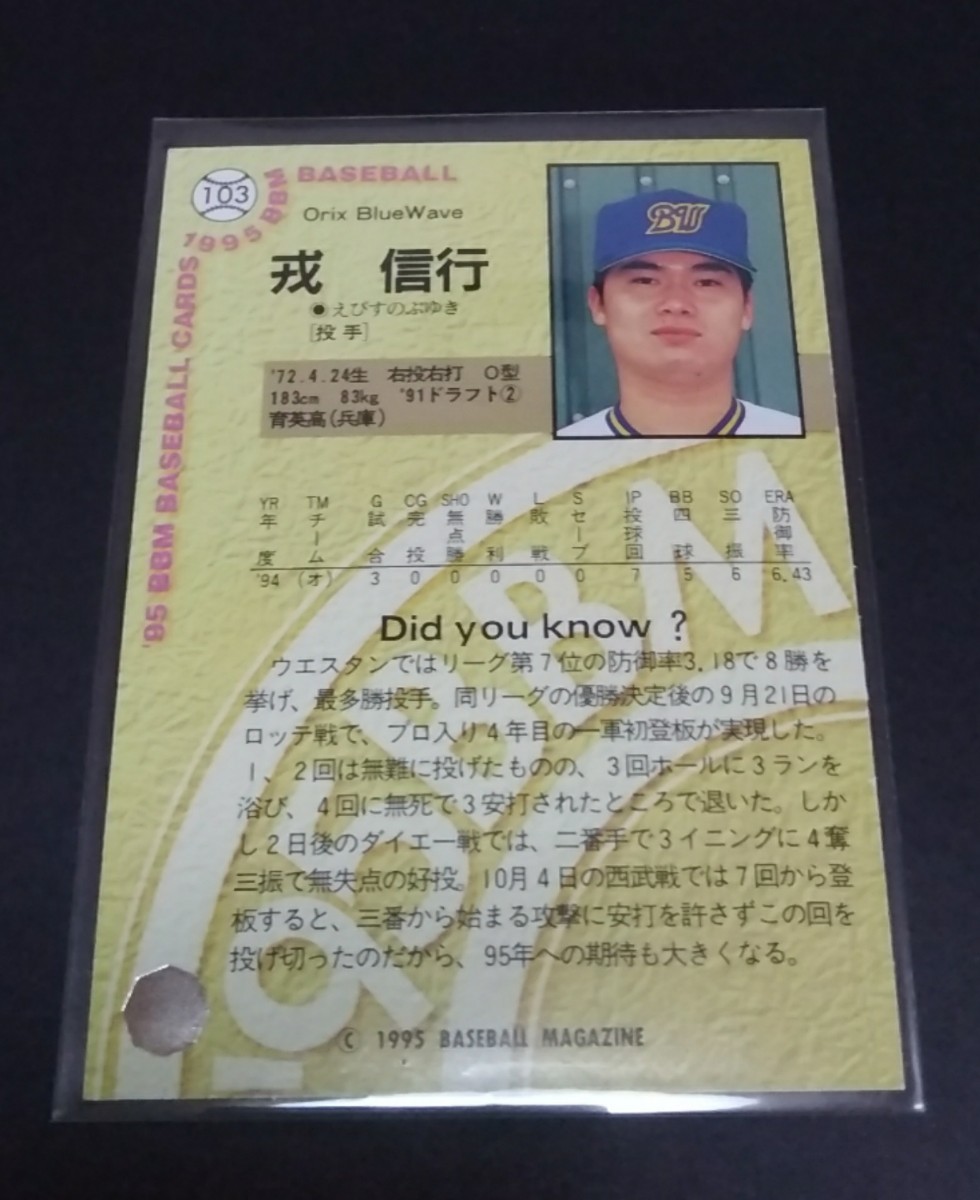 103
BASEBALL
1995 BBM
'95 BBM BASEBALL CARDS
Orix BlueWave
戎 信行
●えびすのぶゆき
[投手]
BW
'72.4.24生 右投右打 O型
183cm 83kg '91ドラフト②
育英高(兵庫)
YR TM G CG SHO W L S IP BB SO ERA
年度 チーム 試合 完投 無点勝 勝利 敗戦 セーブ 投球回 四球 三振 防御率
'94 (オ) 3 0 0 0 0 0 7 5 6 6.43
Did you know ?
ウエスタンではリーグ第7位の防御率3.18で8勝を
挙げ、最多勝投手。同リーグの優勝決定後の9月21日の
ロッテ戦で、プロ入り4年目の一軍初登板が実現した。
1、2回は無難に投げたものの、3回ホールに3ランを
浴び、4回に無死で3安打されたところで退いた。しか
し2日後のダイエー戦では、二番手で3イニングに4奪
三振で無失点の好投。10月4日の西武戦では7回から登
板すると、三番から始まる攻撃に安打を許さずこの回を
投げ切ったのだから、95年への期待も大きくなる。
© 1995 BASEBALL MAGAZINE